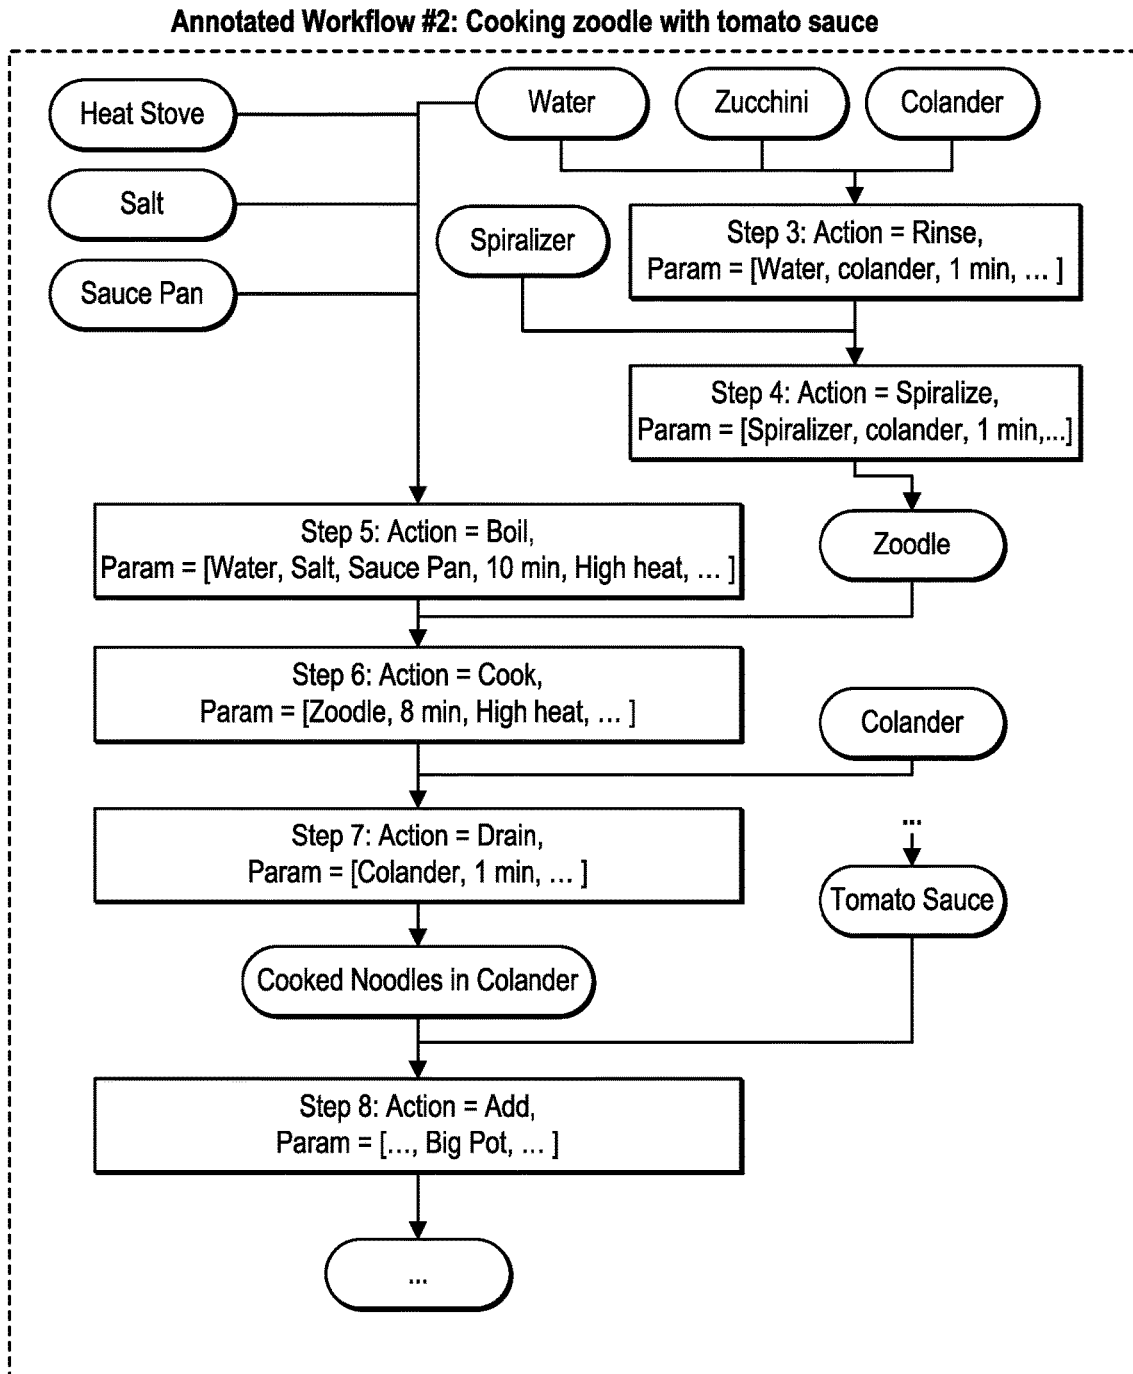 Annotated Workflow #2: Cooking zoodle with tomato sauce
Heat Stove
Water
Zucchini
Colander
Salt
Spiralizer
Step 3: Action = Rinse,
Param = [Water, colander, 1 min, … ]
Sauce Pan
Step 4: Action = Spiralize,
Param = [Spiralizer, colander, 1 min,...]
Step 5: Action = Boil,
Param = [Water, Salt, Sauce Pan, 10 min, High heat, … ]
Zoodle
Step 6: Action = Cook,
Param = [Zoodle, 8 min, High heat, … ]
Colander
Step 7: Action = Drain,
Param = [Colander, 1 min, … ]
...
Tomato Sauce
Cooked Noodles in Colander
Step 8: Action = Add,
Param = [..., Big Pot, … ]
...